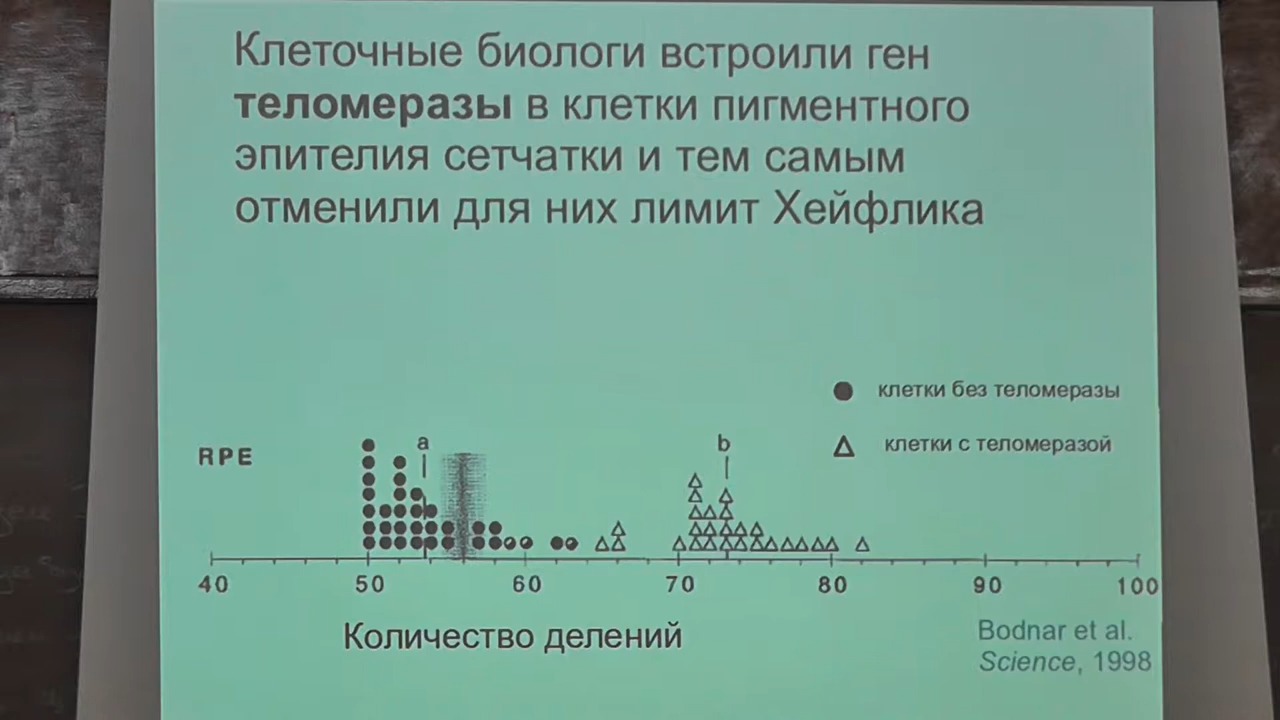 Клеточные биологи встроили ген
теломеразы в клетки пигментного
эпителия сетчатки и тем самым
отменили для них лимит Хейфлика
клетки без теломеразы
a
b
клетки с теломеразой
RPE
40 50 60 70 80 90 100
Количество делений
Bodnar et al.
Science, 1998